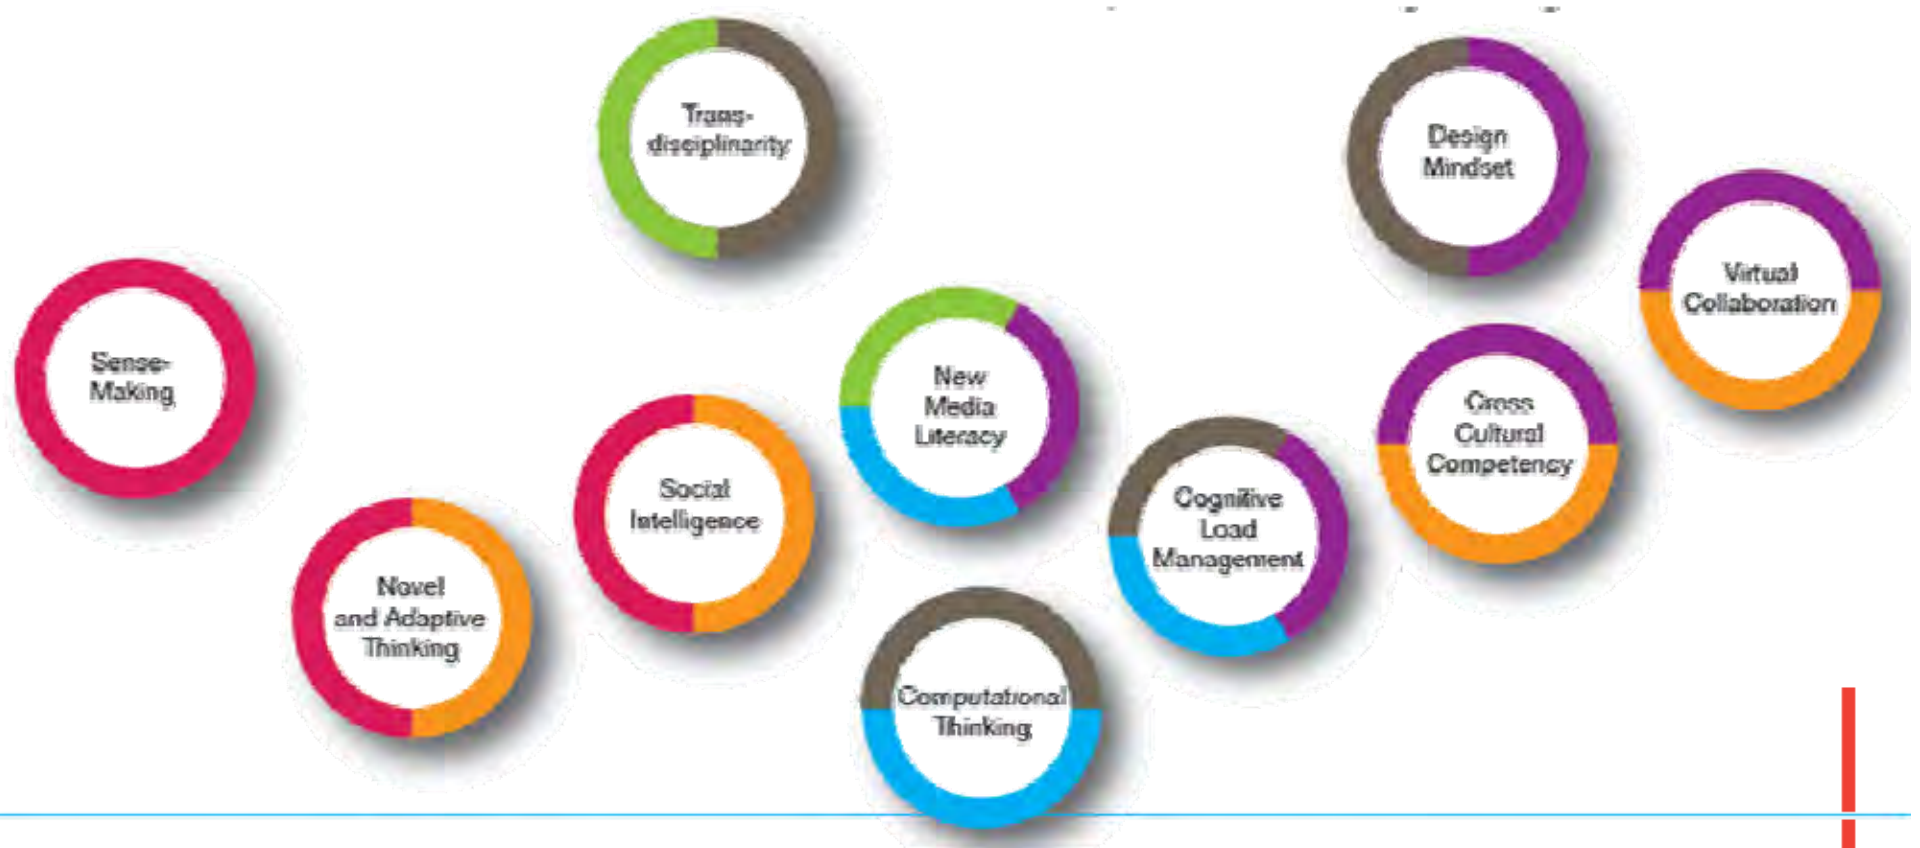 Trans-
disciplinarity
Design
Mindset
Virtual
Collaboration
Sense-
Making
New
Media
Literacy
Cross
Cultural
Competency
Social
Intelligence
Cognitive
Load
Management
Novel
and Adaptive
Thinking
Computational
Thinking